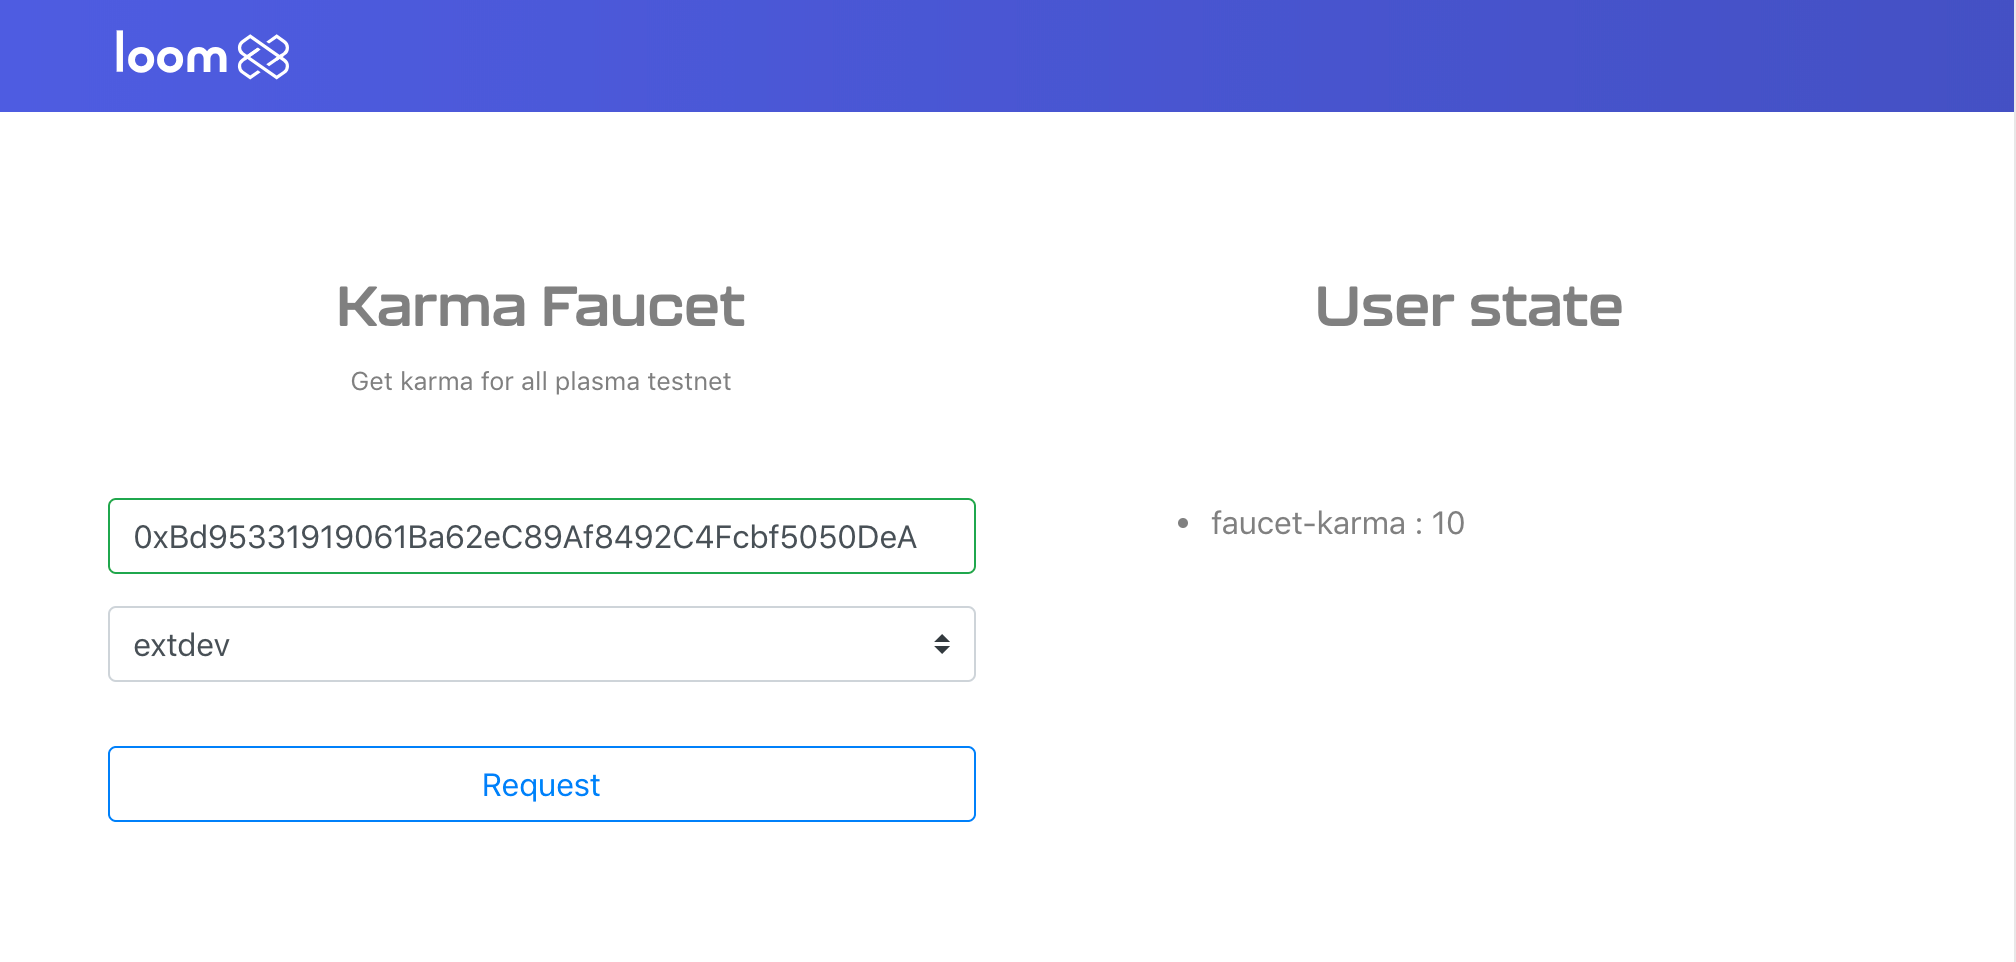 loom
Karma Faucet
Get karma for all plasma testnet
0xBd95331919061Ba62eC89Af8492C4Fcbf5050DeA
extdev
Request
User state
faucet-karma : 10